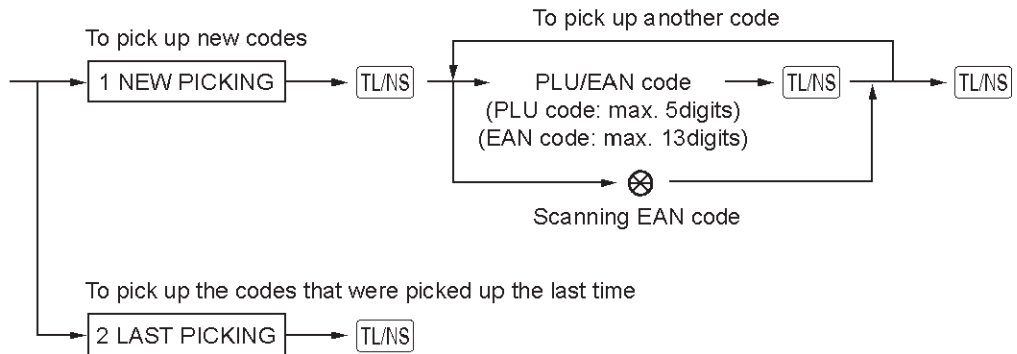 To pick up another code
To pick up new codes
1 NEW PICKING TL/NS PLU/EAN code TL/NS TL/NS
(PLU code: max. 5digits)
(EAN code: max. 13digits)
Scanning EAN code
To pick up the codes that were picked up the last time
2 LAST PICKING TL/NS